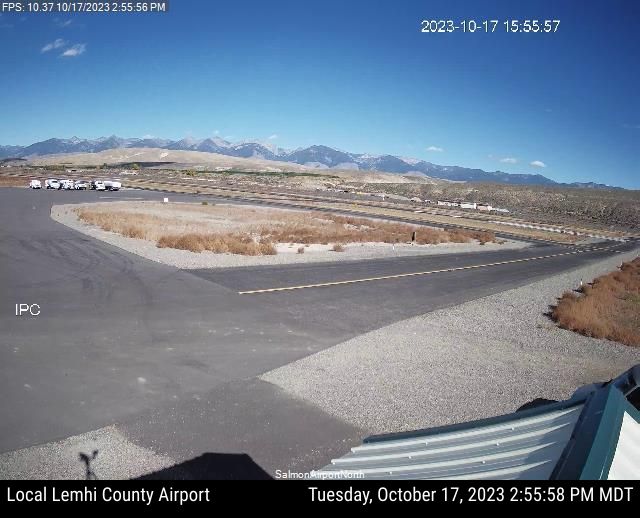 FPS: 10.37 10/17/2023 2:55:56 PM
2023-10-17 15:55:57
IPC
SalmonAirportNorth
Local Lemhi County Airport
Tuesday, October 17, 2023 2:55:58 PM MDT